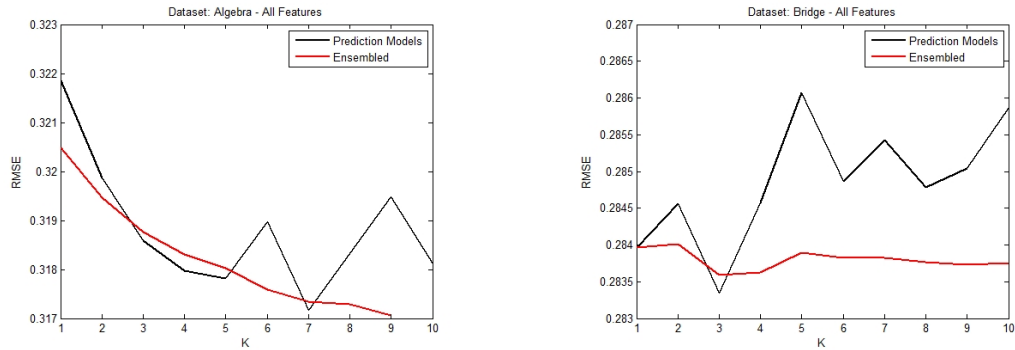 Dataset: Algebra - All Features
0.323
0.322
0.321
0.32
0.319
0.318
0.317
RMSE
Prediction Models
Ensembled
1 2 3 4 5 6 7 8 9 10
K
Dataset: Bridge - All Features
0.287
0.2865
0.286
0.2855
0.285
0.2845
0.284
0.2835
0.283
RMSE
Prediction Models
Ensembled
1 2 3 4 5 6 7 8 9 10
K